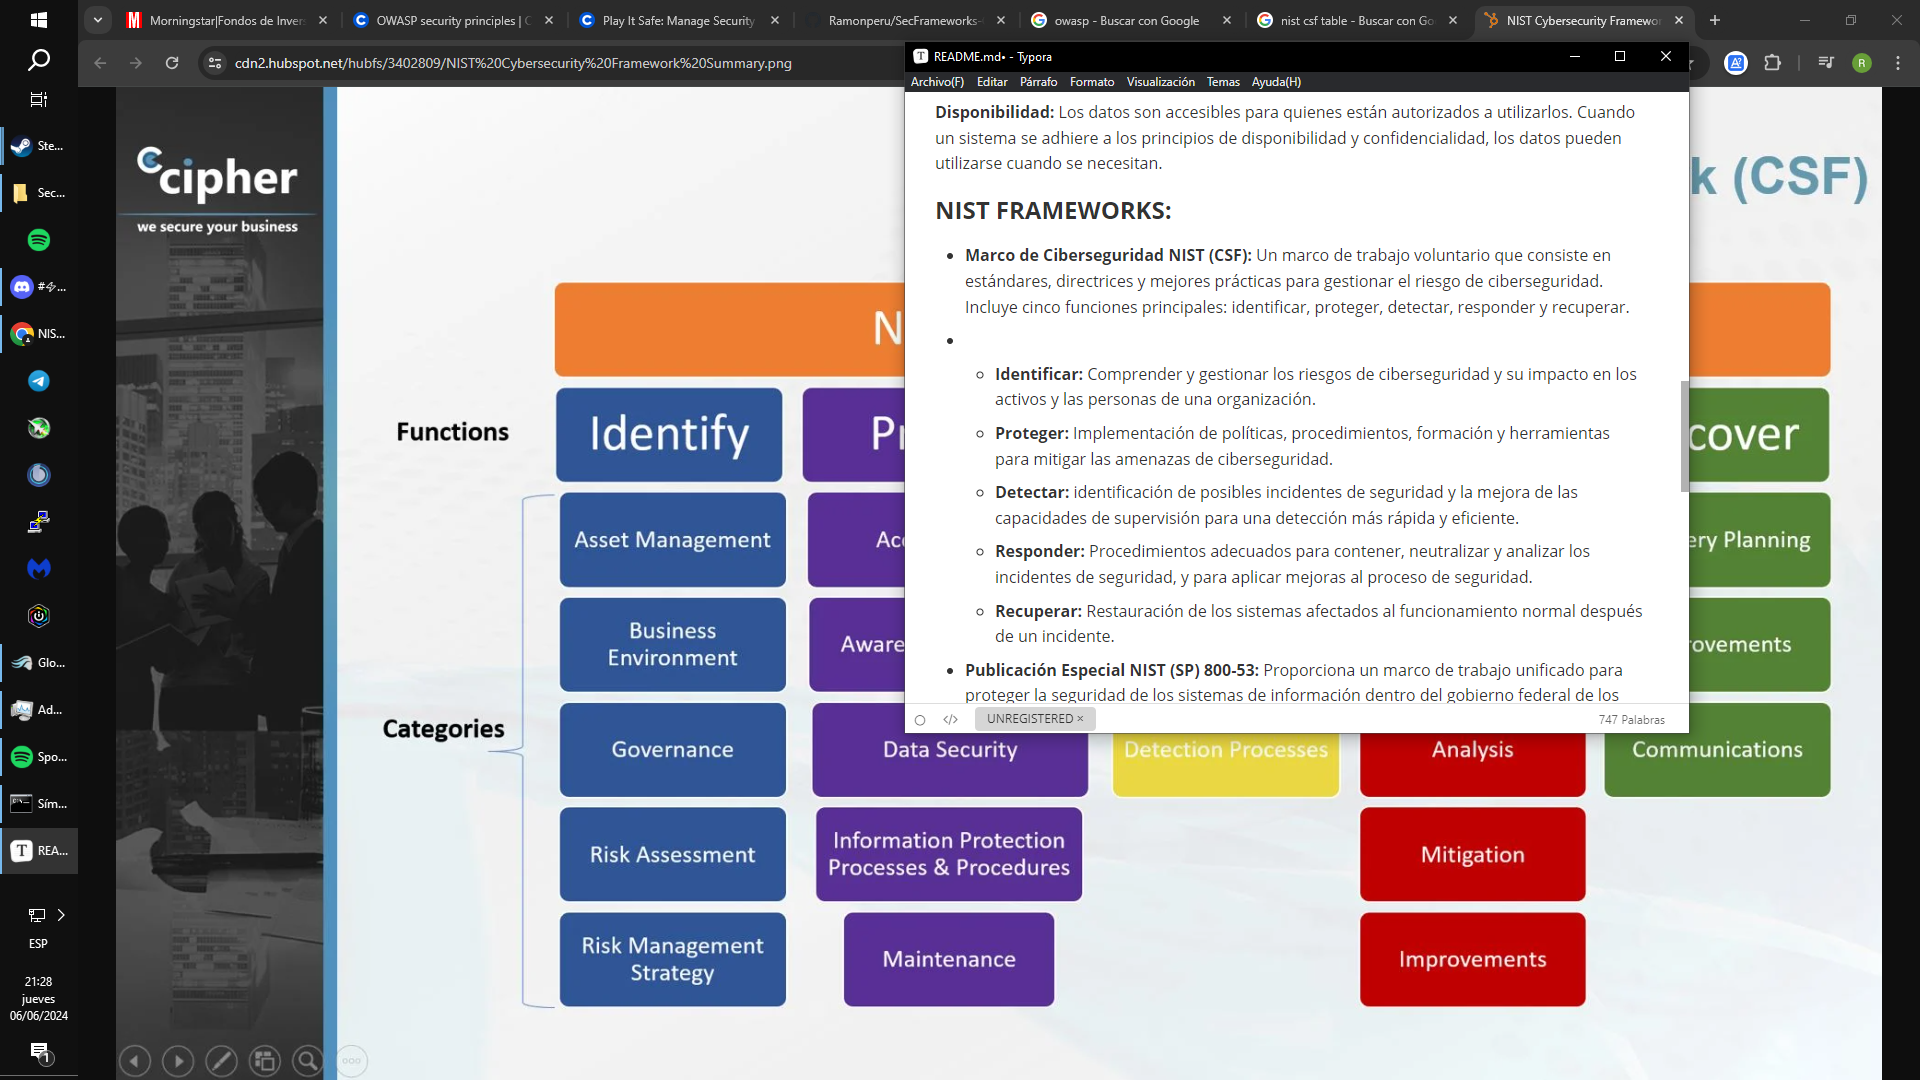 Morningstar|Fondos de Inver
OWASP security principles | C
Play It Safe: Manage Security
Ramonperu/SecFrameworks-
owasp - Buscar con Google
nist csf table - Buscar con Go
NIST Cybersecurity Framewo
cdn2.hubspot.net/hubfs/3402809/NIST%20Cybersecurity%20Framework%20Summary.png
R
README.md• - Typora
Archivo(F) Editar Párrafo Formato Visualización Temas Ayuda(H)
Disponibilidad: Los datos son accesibles para quienes están autorizados a utilizarlos. Cuando
un sistema se adhiere a los principios de disponibilidad y confidencialidad, los datos pueden
utilizarse cuando se necesitan.
NIST FRAMEWORKS:
Marco de Ciberseguridad NIST (CSF): Un marco de trabajo voluntario que consiste en
estándares, directrices y mejores prácticas para gestionar el riesgo de ciberseguridad.
Incluye cinco funciones principales: identificar, proteger, detectar, responder y recuperar.
Identificar: Comprender y gestionar los riesgos de ciberseguridad y su impacto en los
activos y las personas de una organización.
Proteger: Implementación de políticas, procedimientos, formación y herramientas
para mitigar las amenazas de ciberseguridad.
Detectar: identificación de posibles incidentes de seguridad y la mejora de las
capacidades de supervisión para una detección más rápida y eficiente.
Responder: Procedimientos adecuados para contener, neutralizar y analizar los
incidentes de seguridad, y para aplicar mejoras al proceso de seguridad.
Recuperar: Restauración de los sistemas afectados al funcionamiento normal después
de un incidente.
Publicación Especial NIST (SP) 800-53: Proporciona un marco de trabajo unificado para
proteger la seguridad de los sistemas de información dentro del gobierno federal de los
UNREGISTERED ×
747 Palabras
cipher
we secure your business
k (CSF)
N
Functions
Identify
Pr
cover
Categories
Asset Management
Acc
ery Planning
Business
Environment
Aware
ovements
Governance
Data Security
Detection Processes
Analysis
Communications
Risk Assessment
Information Protection
Processes & Procedures
Mitigation
Risk Management
Strategy
Maintenance
Improvements
Ste...
Sec...
#⚡...
NIS...
Glo...
Ad...
Spo...
Sím...
REA...
ESP
21:28
jueves
06/06/2024
1